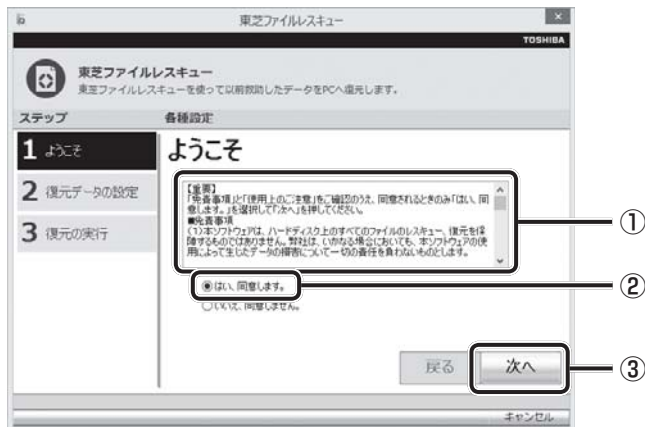 東芝ファイルレスキュー
TOSHIBA
東芝ファイルレスキュー
東芝ファイルレスキューを使って以前救助したデータをPCへ復元します。
ステップ
各種設定
1 ようこそ
2 復元データの設定
3 復元の実行
ようこそ
【重要】
「免責事項」と「使用上のご注意」をご確認のうえ、同意されるときのみ「はい、同
意します。」を選択して「次へ」を押してください。
■免責事項
(1)本ソフトウェアは、ハードディスク上のすべてのファイルのレスキュー、復元を保
障するものではありません。弊社は、いかなる場合においても、本ソフトウェアの使
用によって生じたデータの損害について一切の責任を負わないものとします。
①
はい、同意します。
②
いいえ、同意しません。
戻る
次へ
③
キャンセル